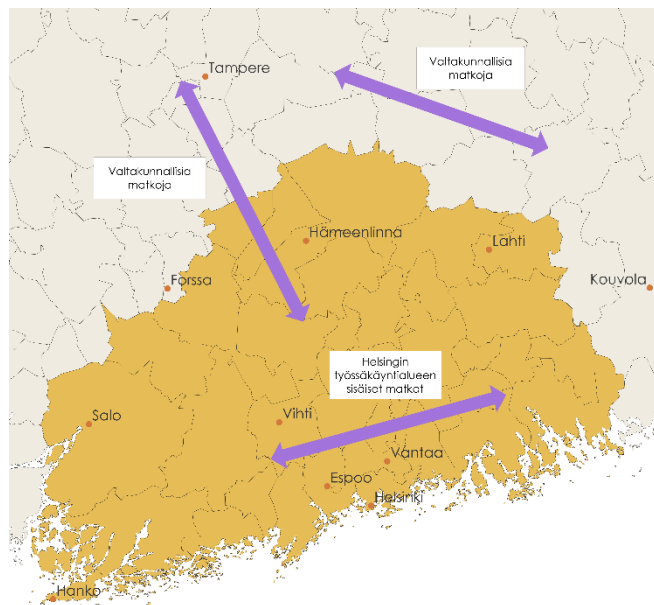 Tampere
Valtakunnallisia
matkoja
Valtakunnallisia
matkoja
Hämeenlinna
Lahti
Forssa
Kouvola
Helsingin
työssäkäyntialueen
sisäiset matkat
Salo
Vihti
Vantaa
Espoo
Helsinki
Hanko